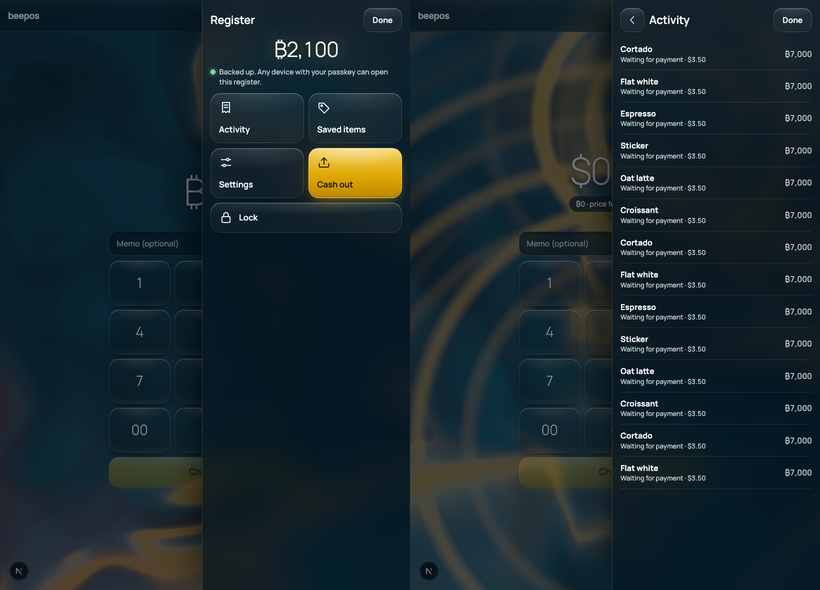 beepos
Register
Done
₿2,100
Backed up. Any device with your passkey can open
this register.
Activity
Saved items
Settings
Cash out
Lock
Memo (optional)
1
4
7
00
Ch
N
beepos
Activity
Done
$0
₿0 · price f
Memo (optional)
1
4
7
00
Ch
N
Cortado
Waiting for payment · $3.50
₿7,000
Flat white
Waiting for payment · $3.50
₿7,000
Espresso
Waiting for payment · $3.50
₿7,000
Sticker
Waiting for payment · $3.50
₿7,000
Oat latte
Waiting for payment · $3.50
₿7,000
Croissant
Waiting for payment · $3.50
₿7,000
Cortado
Waiting for payment · $3.50
₿7,000
Flat white
Waiting for payment · $3.50
₿7,000
Espresso
Waiting for payment · $3.50
₿7,000
Sticker
Waiting for payment · $3.50
₿7,000
Oat latte
Waiting for payment · $3.50
₿7,000
Croissant
Waiting for payment · $3.50
₿7,000
Cortado
Waiting for payment · $3.50
₿7,000
Flat white
Waiting for payment · $3.50
₿7,000